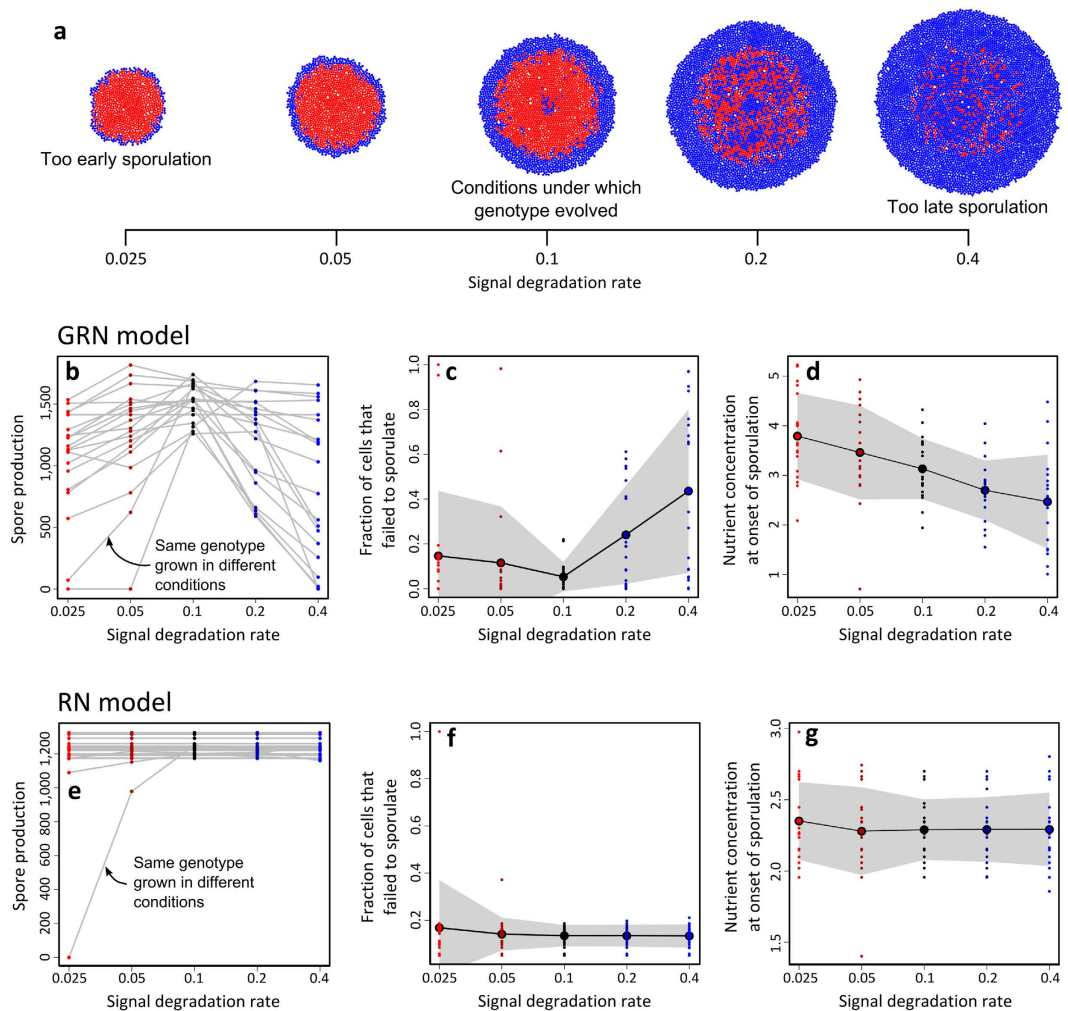 a
Too early sporulation
Conditions under which
genotype evolved
Too late sporulation
0.025
0.05
0.1
0.2
0.4
Signal degradation rate
GRN model
b
Spore production
0
500
1,000
1,500
Same genotype
grown in different
conditions
0.025
0.05
0.1
0.2
0.4
Signal degradation rate
c
Fraction of cells that
failed to sporulate
0.0
0.2
0.4
0.6
0.8
1.0
0.025
0.05
0.1
0.2
0.4
Signal degradation rate
d
Nutrient concentration
at onset of sporulation
1
2
3
4
5
0.025
0.05
0.1
0.2
0.4
Signal degradation rate
RN model
e
Spore production
0
200
400
600
800
1,000
1,200
Same genotype
grown in different
conditions
0.025
0.05
0.1
0.2
0.4
Signal degradation rate
f
Fraction of cells that
failed to sporulate
0.2
0.4
0.6
0.8
1.0
0.025
0.05
0.1
0.2
0.4
Signal degradation rate
g
Nutrient concentration
at onset of sporulation
1.5
2.0
2.5
3.0
0.025
0.05
0.1
0.2
0.4
Signal degradation rate